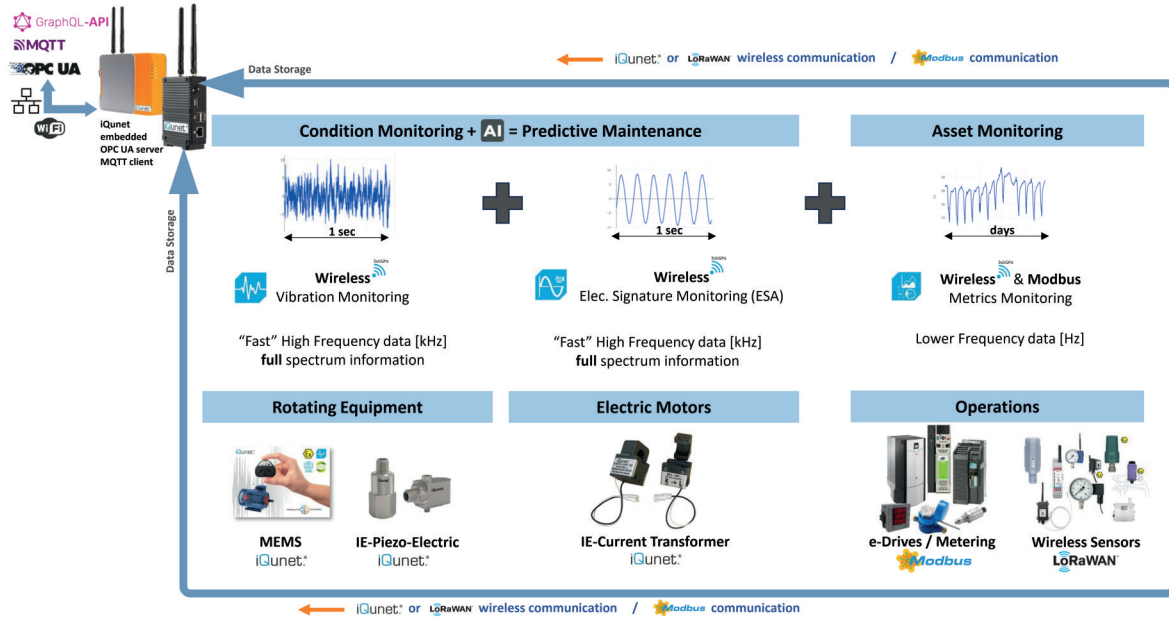 GraphQL-API
MQTT
OPC UA
WiFi
iQunet
embedded
OPC UA server
MQTT client
iQunet
Data Storage
iQunet or LoRaWAN wireless communication / Modbus communication
Condition Monitoring + AI = Predictive Maintenance
Asset Monitoring
1 sec
1 sec
days
SubGHz
Wireless
Vibration Monitoring
SubGHz
Wireless
Elec. Signature Monitoring (ESA)
SubGHz
Wireless & Modbus
Metrics Monitoring
Data Storage
"Fast" High Frequency data [kHz]
full spectrum information
"Fast" High Frequency data [kHz]
full spectrum information
Lower Frequency data [Hz]
Rotating Equipment
Electric Motors
Operations
iQunet
MEMS
iQunet
IE-Piezo-Electric
iQunet
IE-Current Transformer
iQunet
e-Drives / Metering
Modbus
Wireless Sensors
LoRaWAN
iQunet or LoRaWAN wireless communication / Modbus communication